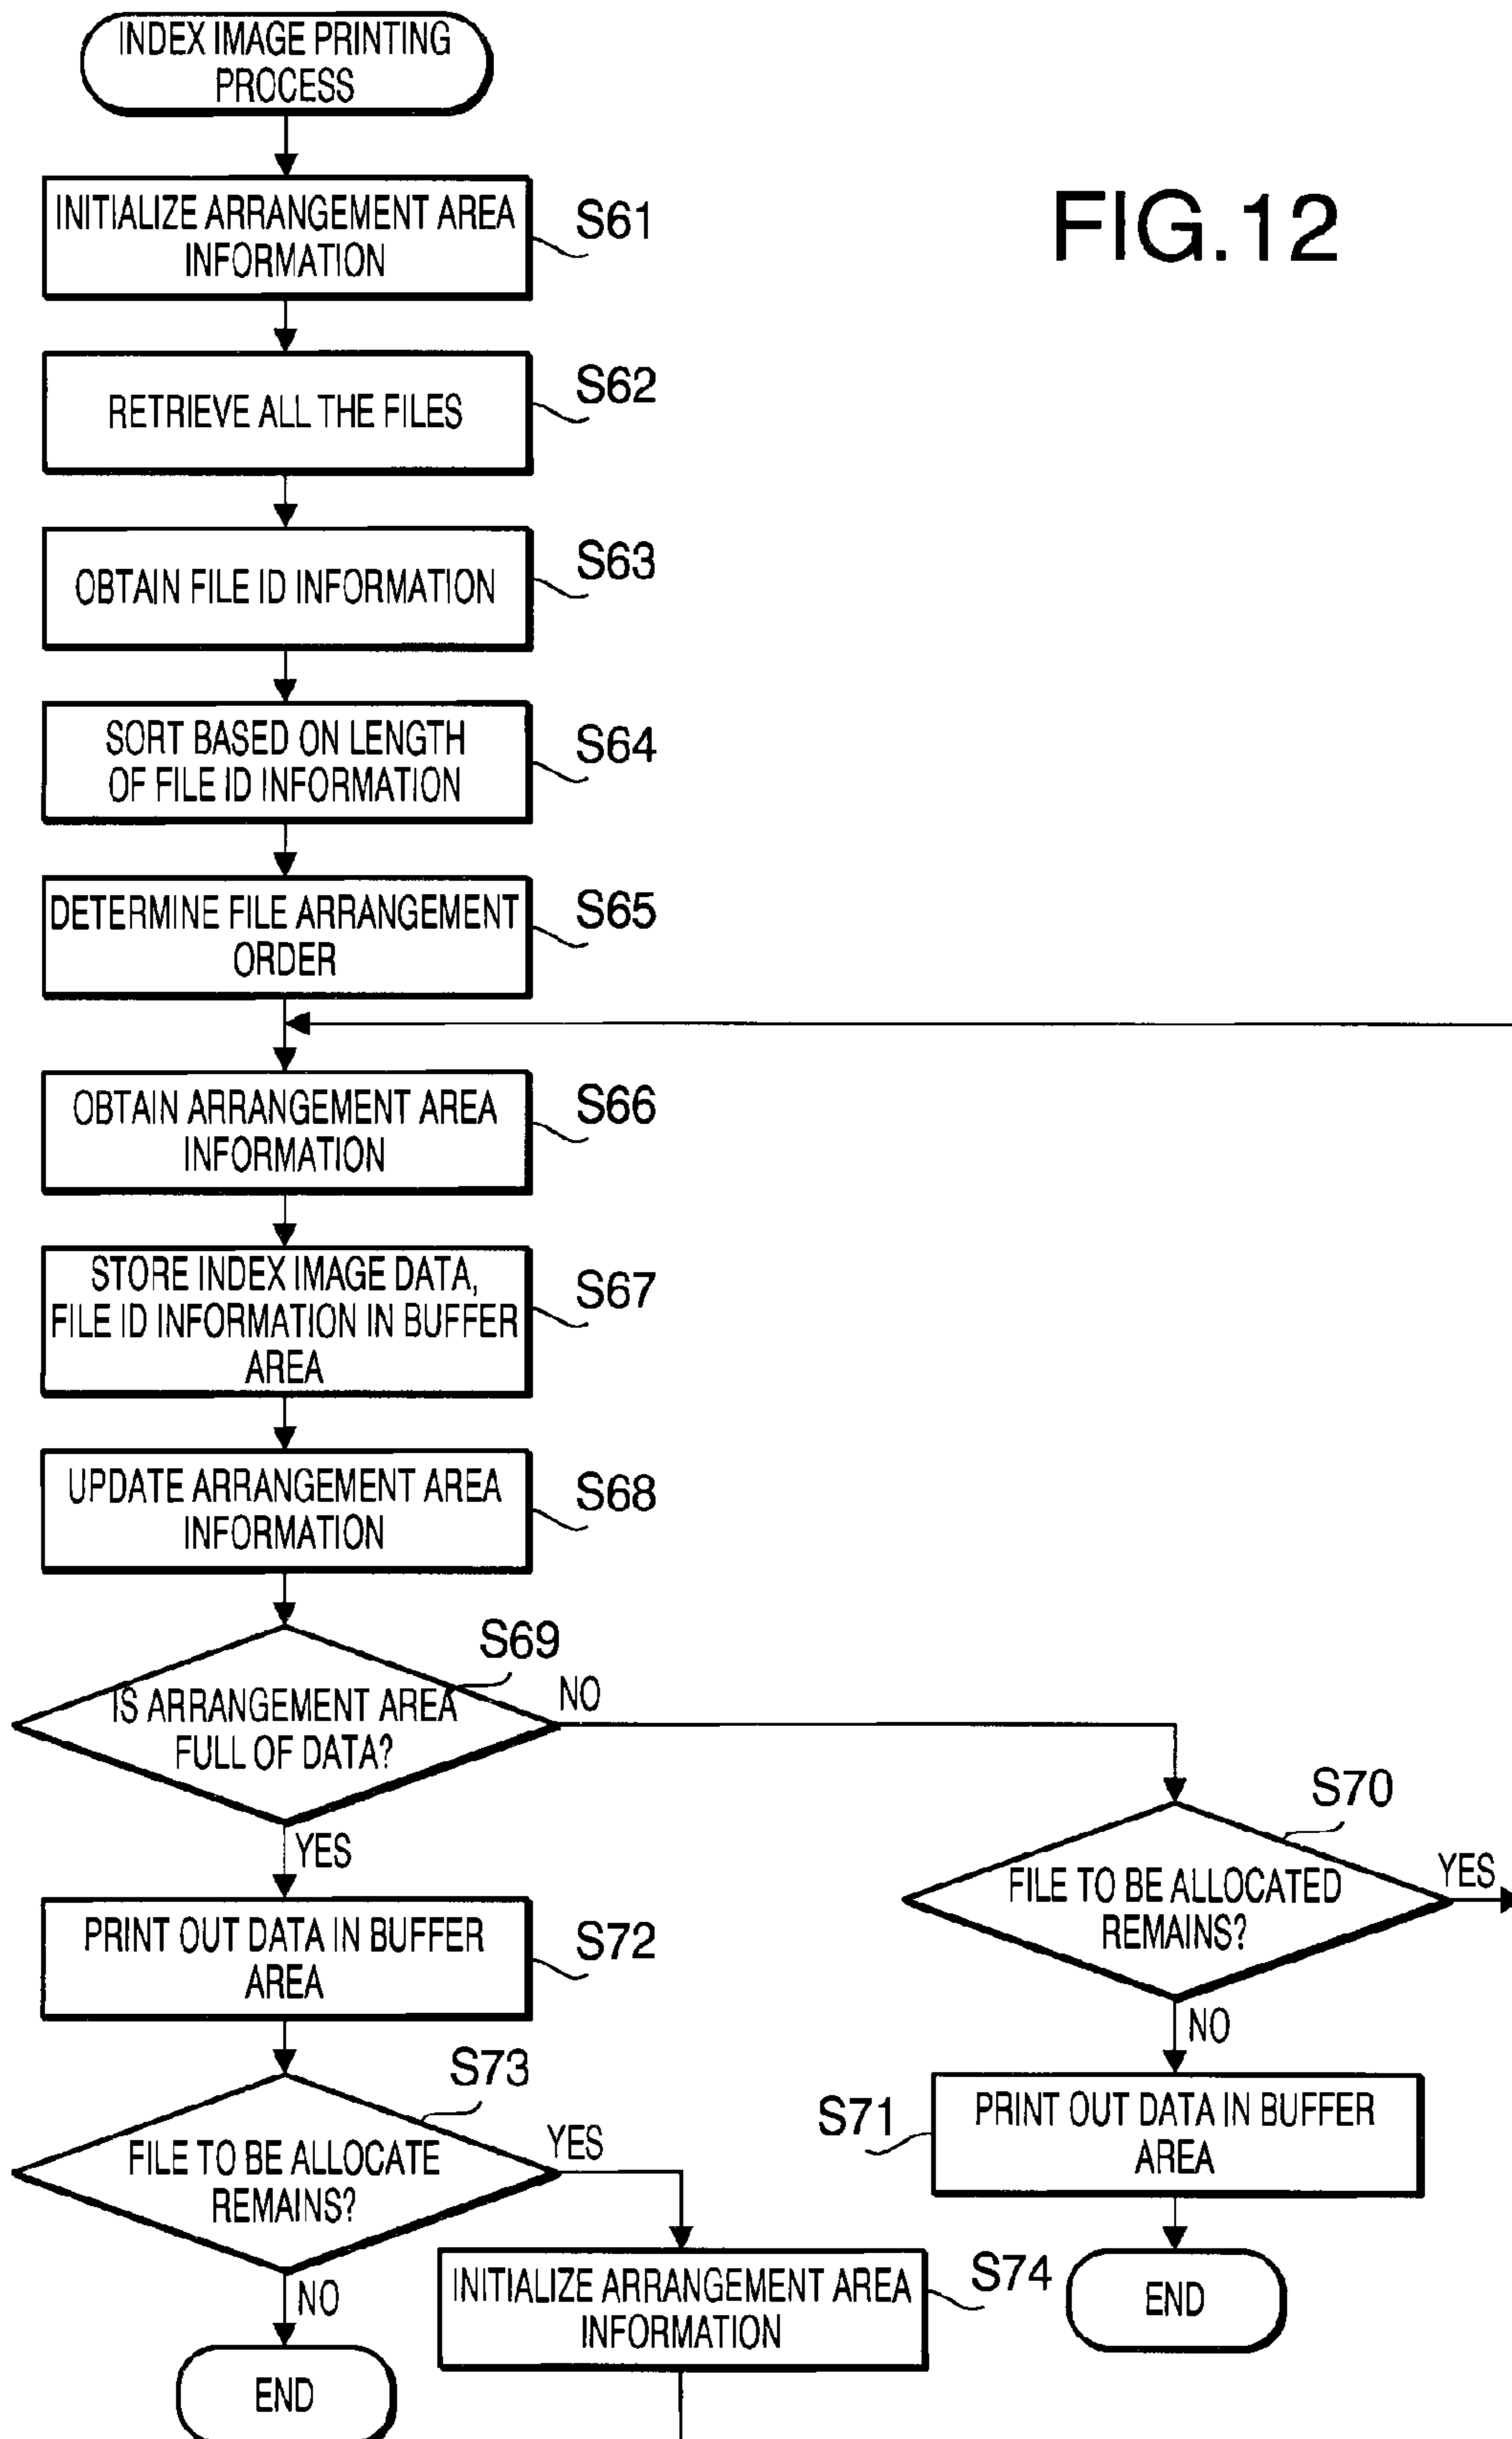 INDEX IMAGE PRINTING
PROCESS
FIG.12
INITIALIZE ARRANGEMENT AREA
INFORMATION
S61
RETRIEVE ALL THE FILES
S62
OBTAIN FILE ID INFORMATION
S63
SORT BASED ON LENGTH
OF FILE ID INFORMATION
S64
DETERMINE FILE ARRANGEMENT
ORDER
S65
OBTAIN ARRANGEMENT AREA
INFORMATION
S66
STORE INDEX IMAGE DATA,
FILE ID INFORMATION IN BUFFER
AREA
S67
UPDATE ARRANGEMENT AREA
INFORMATION
S68
S69
IS ARRANGEMENT AREA
FULL OF DATA?
NO
YES
S70
FILE TO BE ALLOCATED
REMAINS?
YES
NO
PRINT OUT DATA IN BUFFER
AREA
S72
S71
PRINT OUT DATA IN BUFFER
AREA
END
S73
FILE TO BE ALLOCATE
REMAINS?
YES
NO
INITIALIZE ARRANGEMENT AREA
INFORMATION
S74
END